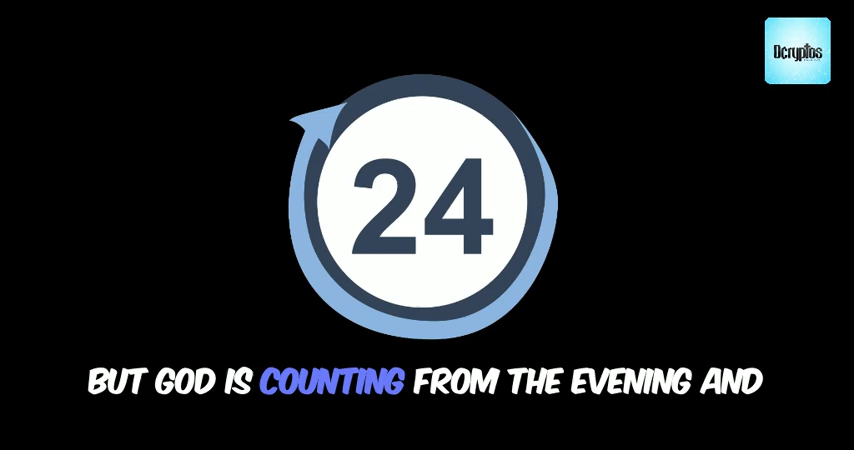 Dcryptos
24
BUT GOD IS COUNTING FROM THE EVENING AND